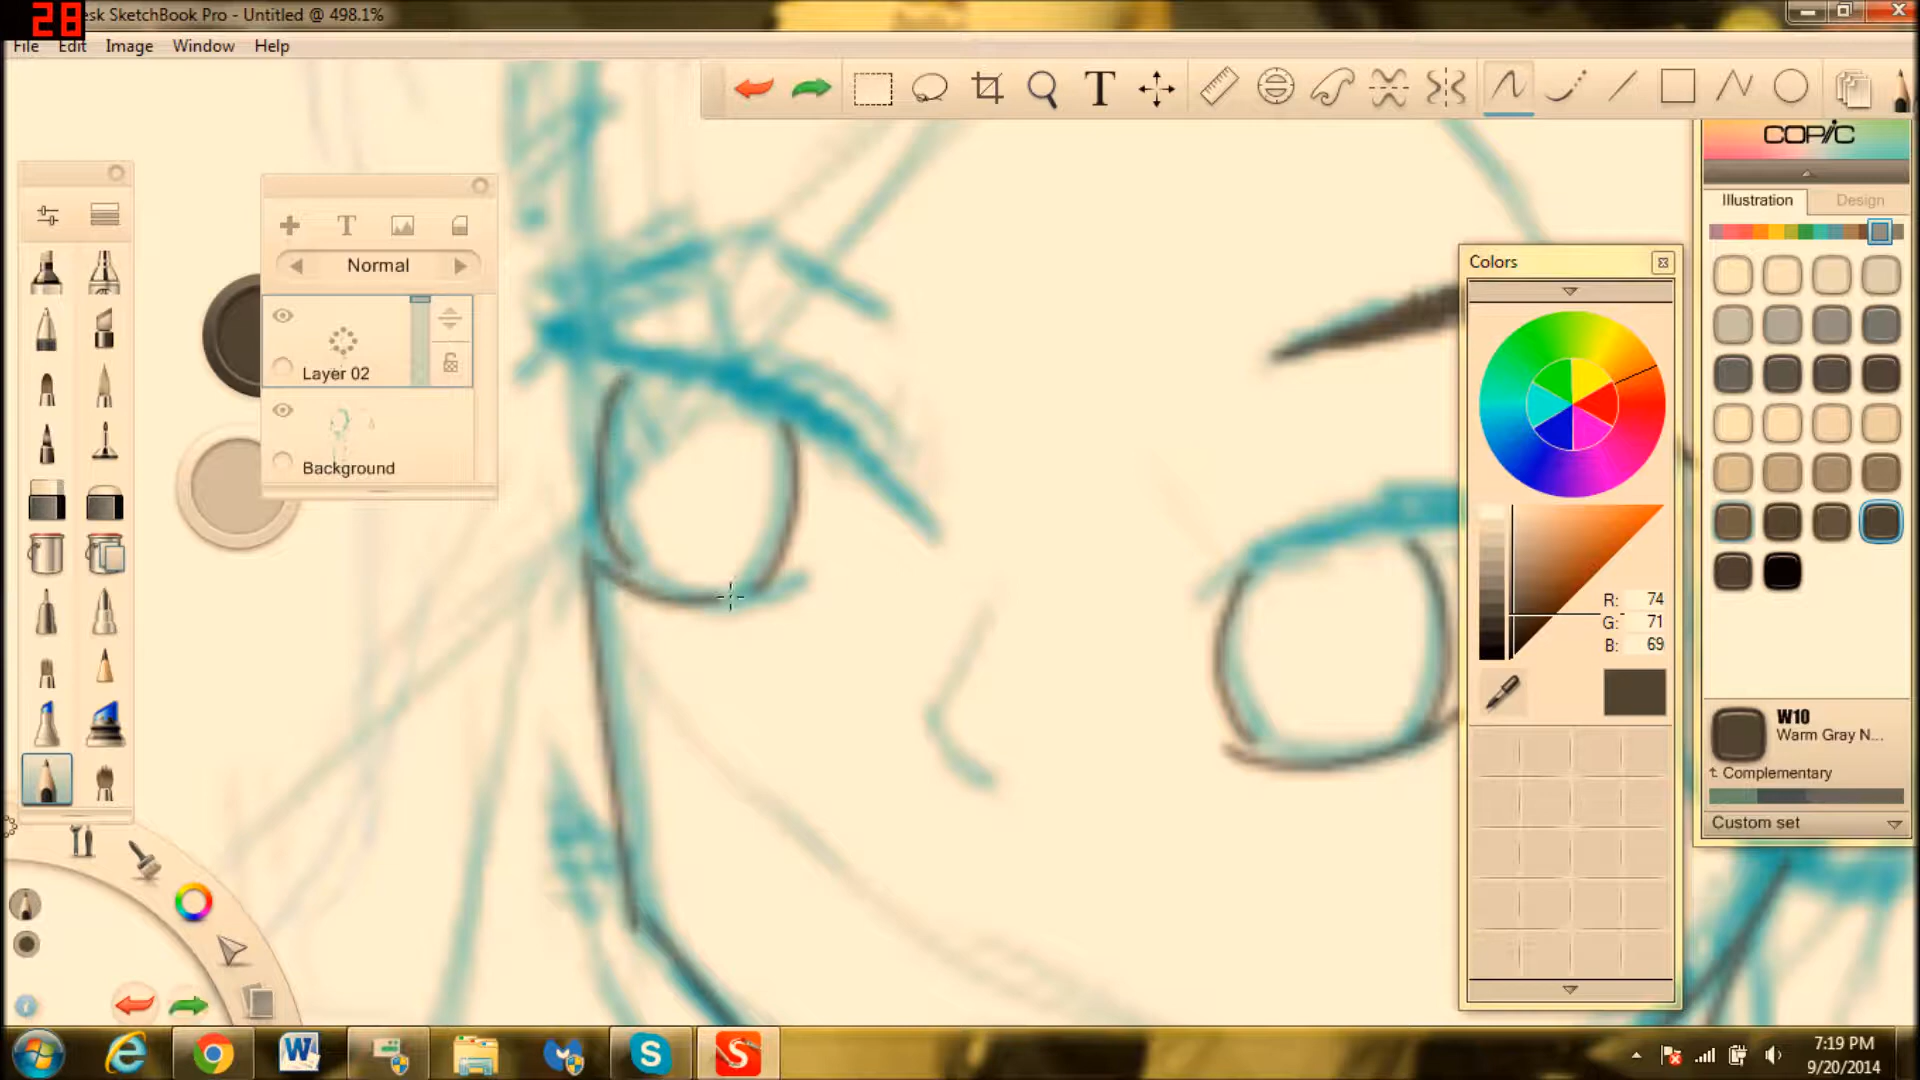 28
esk SketchBook Pro - Untitled @ 498.1%
File Edit Image Window Help
T
COPIC
Illustration Design
T
Normal
Layer 02
Background
Colors
R: 74
G: 71
B: 69
W10
Warm Gray N...
Complementary
Custom set
7:19 PM
9/20/2014